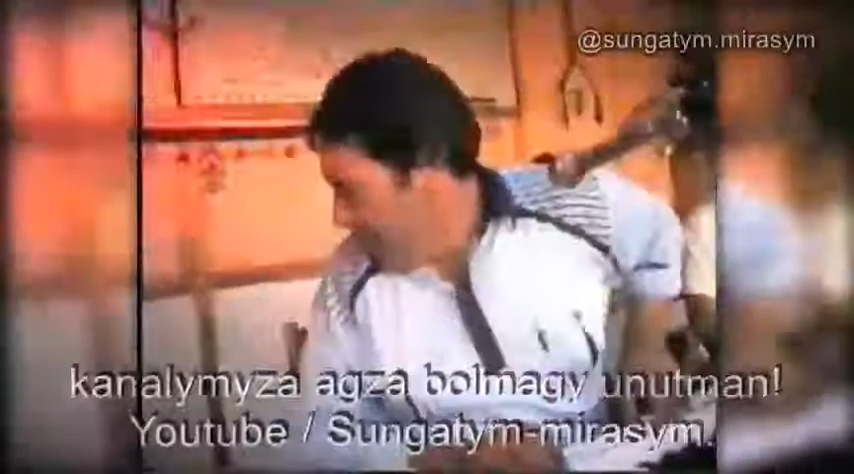 @sungatym.mirasym
kanalymyza agza bolmagy unutman!
Youtube / Sungatym-mirasym.